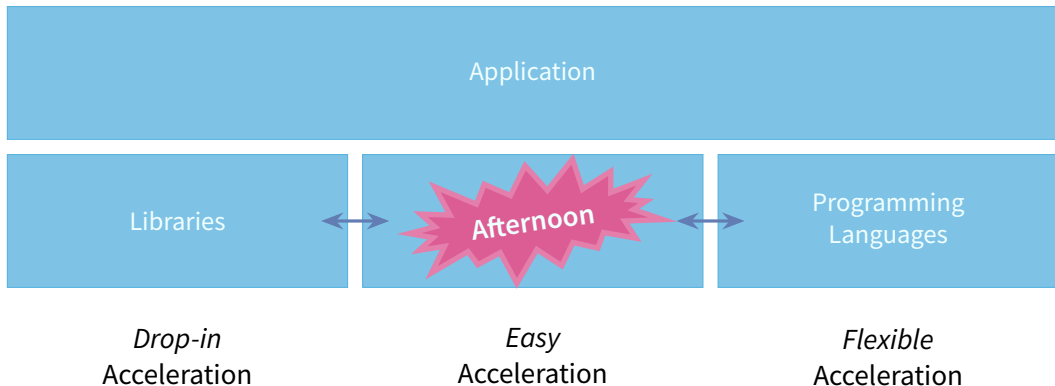 Application
Libraries
Afternoon
Programming
Languages
Drop-in
Acceleration
Easy
Acceleration
Flexible
Acceleration